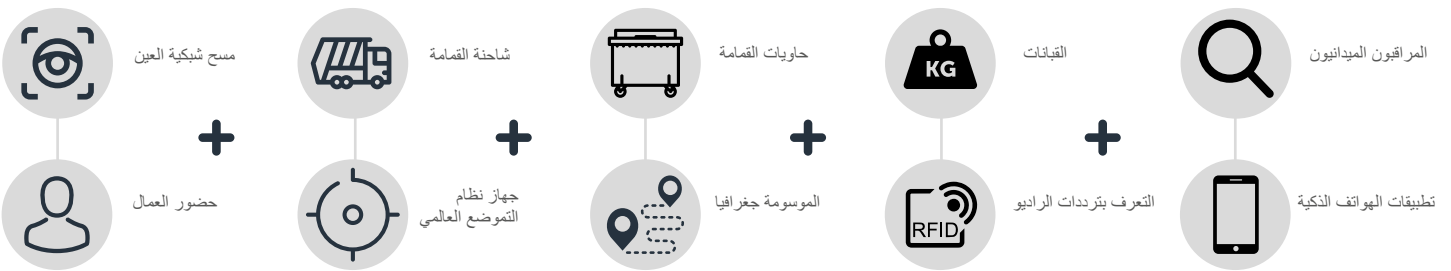 مسح شبكية العين
شاحنة القمامة
حاويات القمامة
القبانات
KG
المراقبون الميدانيون
حضور العمال
جهاز نظام
التموضع العالمي
الموسومة جغرافيا
التعرف بترددات الراديو
RFID
تطبيقات الهواتف الذكية